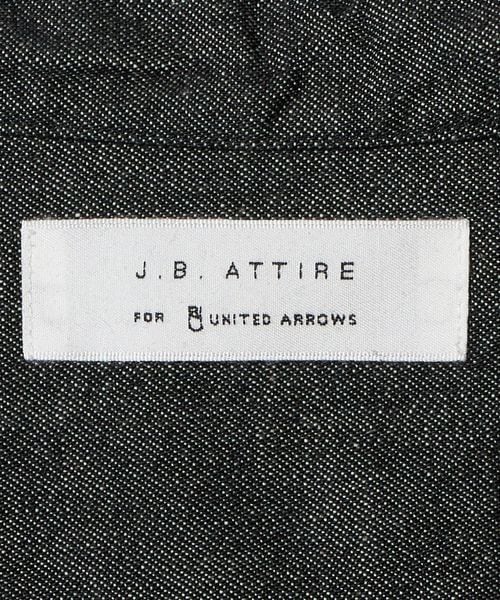 J.B. ATTIRE
FOR UNITED ARROWS